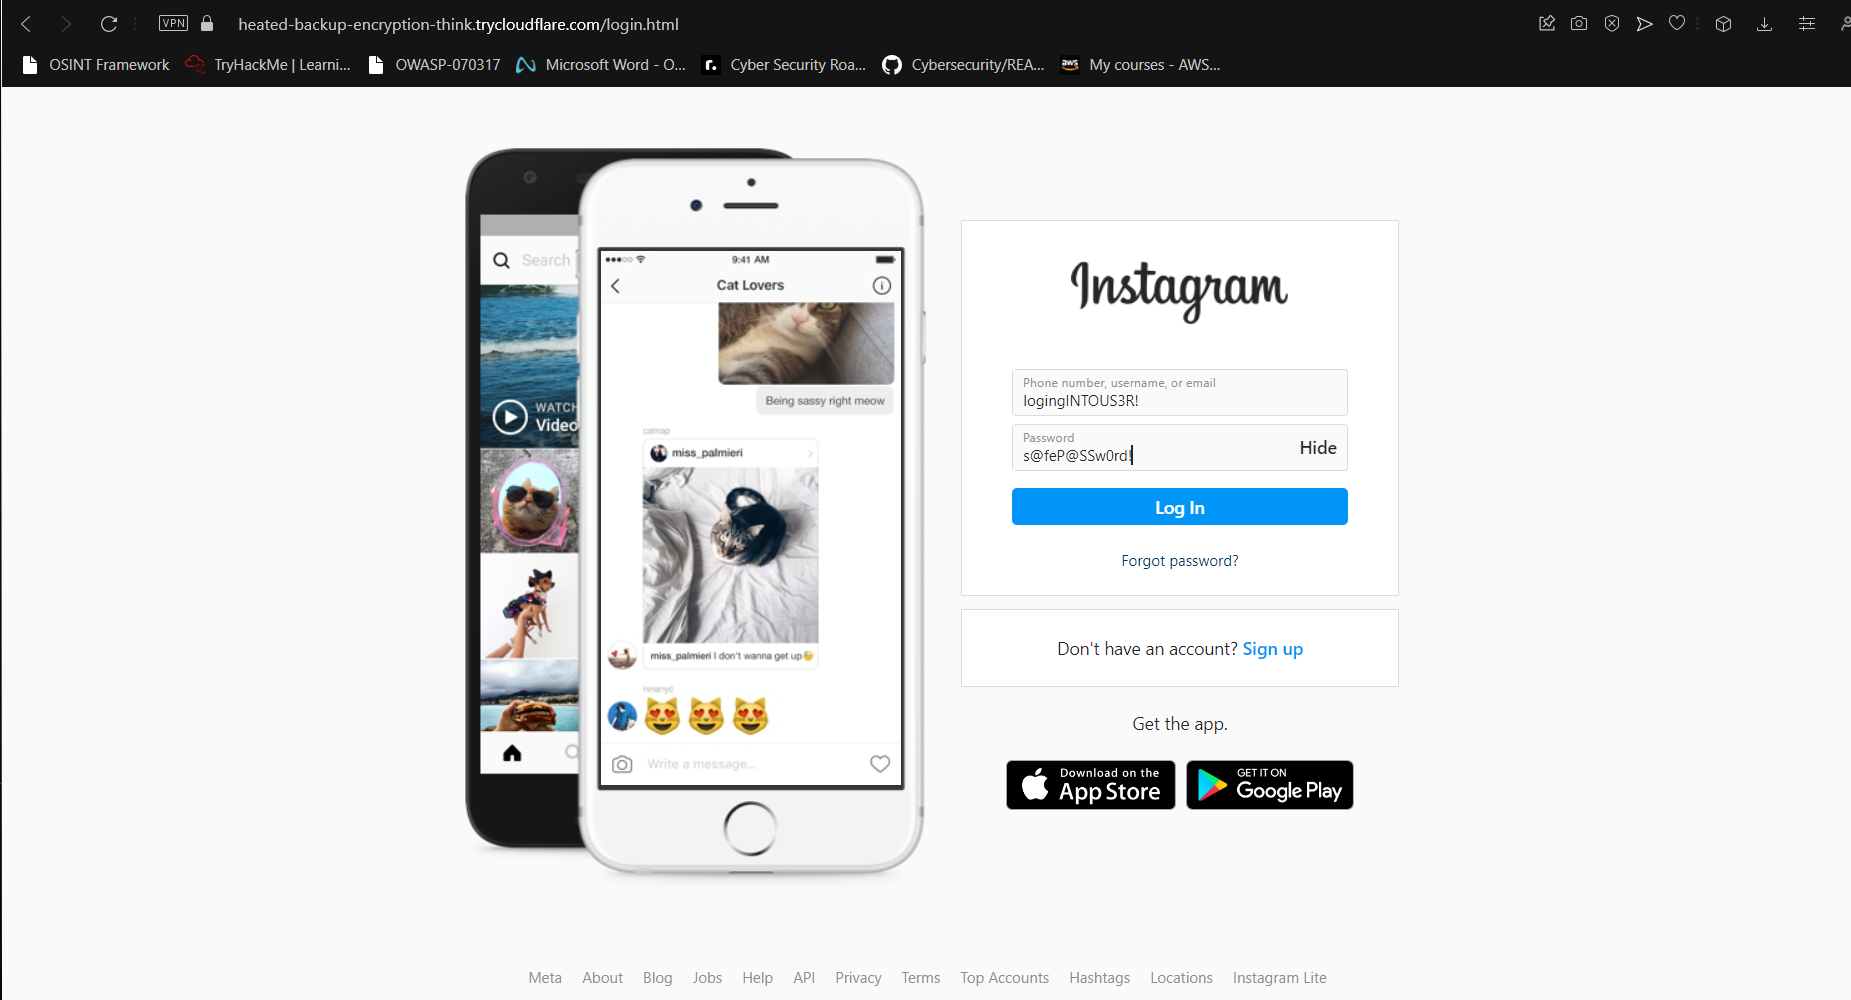 VPN
heated-backup-encryption-think.trycloudflare.com/login.html
OSINT Framework
TryHackMe | Learni...
OWASP-070317
Microsoft Word - O...
Cyber Security Roa...
Cybersecurity/REA...
aws
My courses - AWS...
Search
WATCH
Video
9:41 AM
Cat Lovers
Being sassy right meow
catnap
miss_palmieri
miss_palmieri I don't wanna get up😴
ninanyc
😻 😻 😻
Write a message...
Instagram
Phone number, username, or email
logingINTOUS3R!
Password
s@feP@SSw0rd!
Hide
Log In
Forgot password?
Don't have an account? Sign up
Get the app.
Download on the
App Store
GET IT ON
Google Play
Meta
About
Blog
Jobs
Help
API
Privacy
Terms
Top Accounts
Hashtags
Locations
Instagram Lite